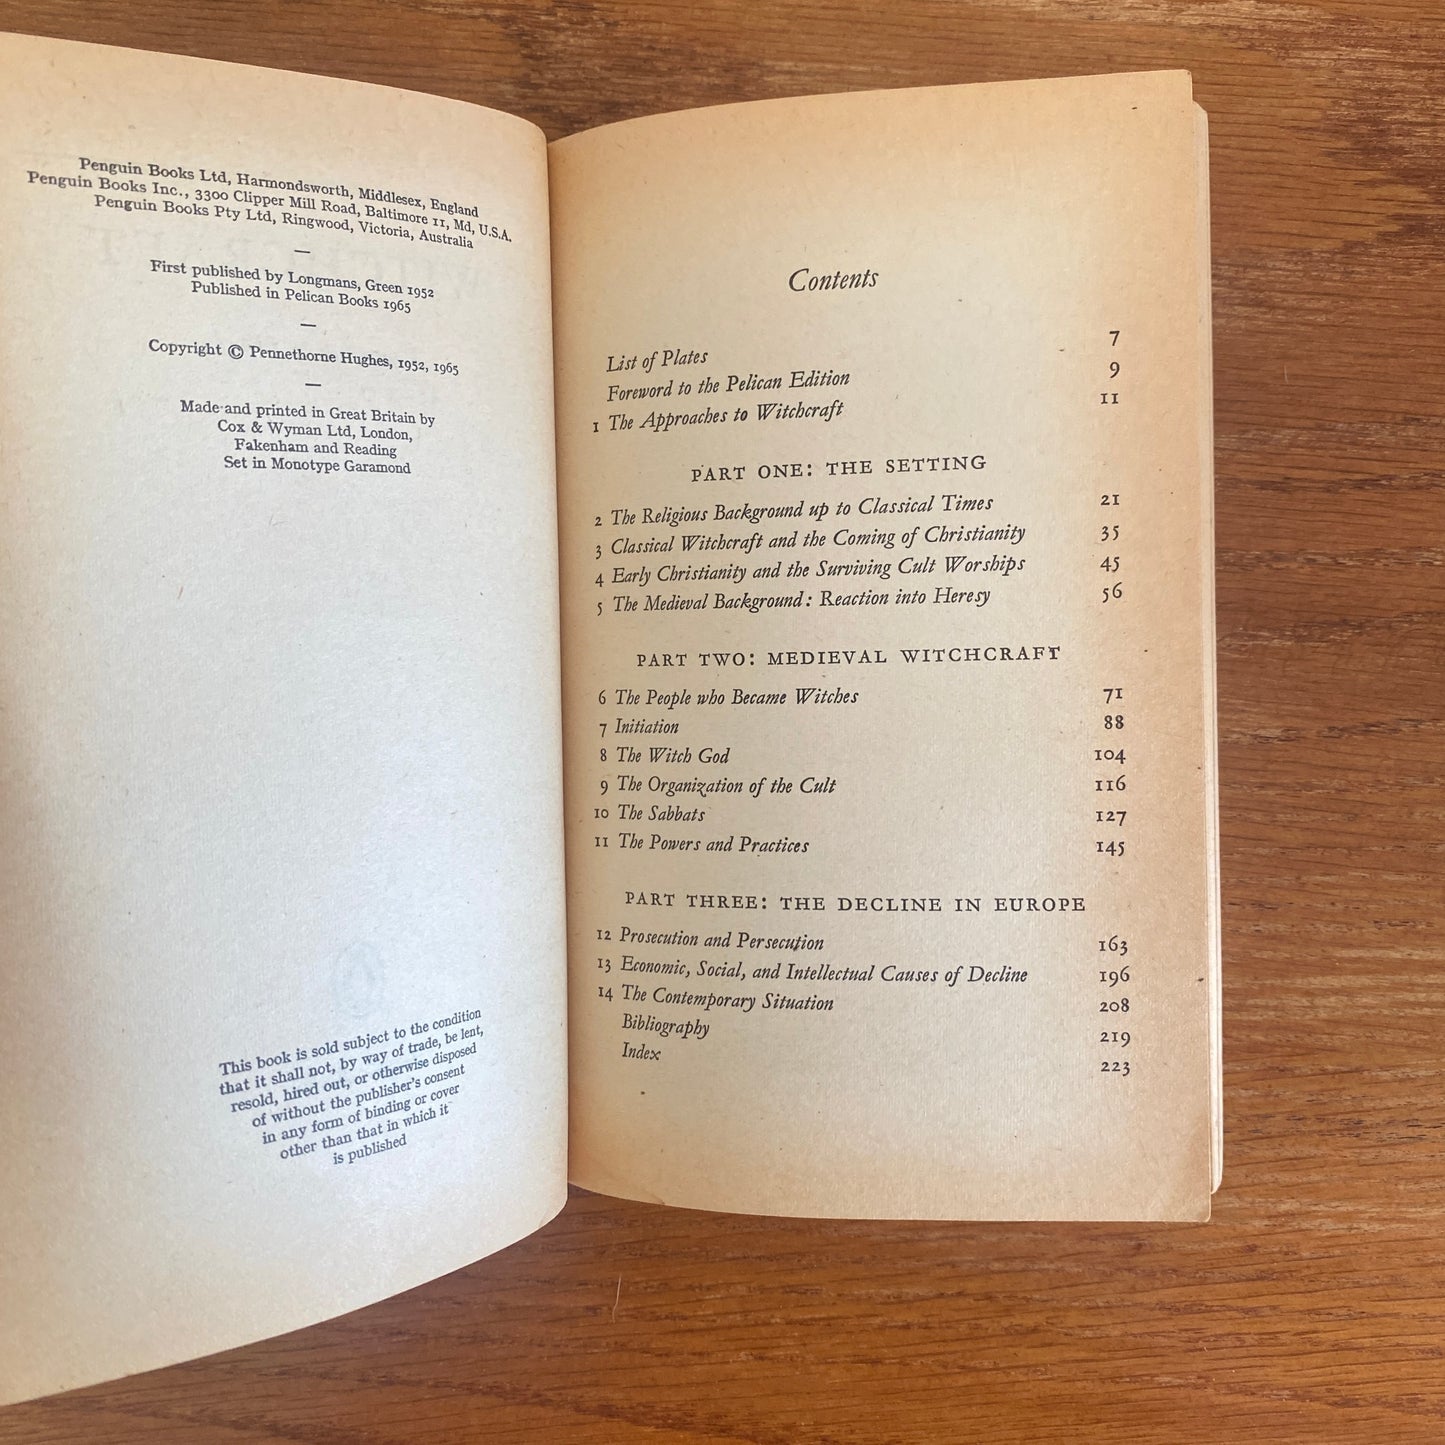 Penguin Books Ltd, Harmondsworth, Middlesex, England
Penguin Books Inc., 3300 Clipper Mill Road, Baltimore 11, Md, U.S.A.
Penguin Books Pty Ltd, Ringwood, Victoria, Australia
—
First published by Longmans, Green 1952
Published in Pelican Books 1965
—
Copyright © Pennethorne Hughes, 1952, 1965
—
Made and printed in Great Britain by
Cox & Wyman Ltd, London,
Fakenham and Reading
Set in Monotype Garamond
This book is sold subject to the condition
that it shall not, by way of trade, be lent,
resold, hired out, or otherwise disposed
of without the publisher's consent
in any form of binding or cover
other than that in which it
is published
Contents
List of Plates 7
Foreword to the Pelican Edition 9
1 The Approaches to Witchcraft 11
PART ONE: THE SETTING
2 The Religious Background up to Classical Times 21
3 Classical Witchcraft and the Coming of Christianity 35
4 Early Christianity and the Surviving Cult Worships 45
5 The Medieval Background: Reaction into Heresy 56
PART TWO: MEDIEVAL WITCHCRAFT
6 The People who Became Witches 71
7 Initiation 88
8 The Witch God 104
9 The Organization of the Cult 116
10 The Sabbats 127
11 The Powers and Practices 145
PART THREE: THE DECLINE IN EUROPE
12 Prosecution and Persecution 163
13 Economic, Social, and Intellectual Causes of Decline 196
14 The Contemporary Situation 208
Bibliography 219
Index 223